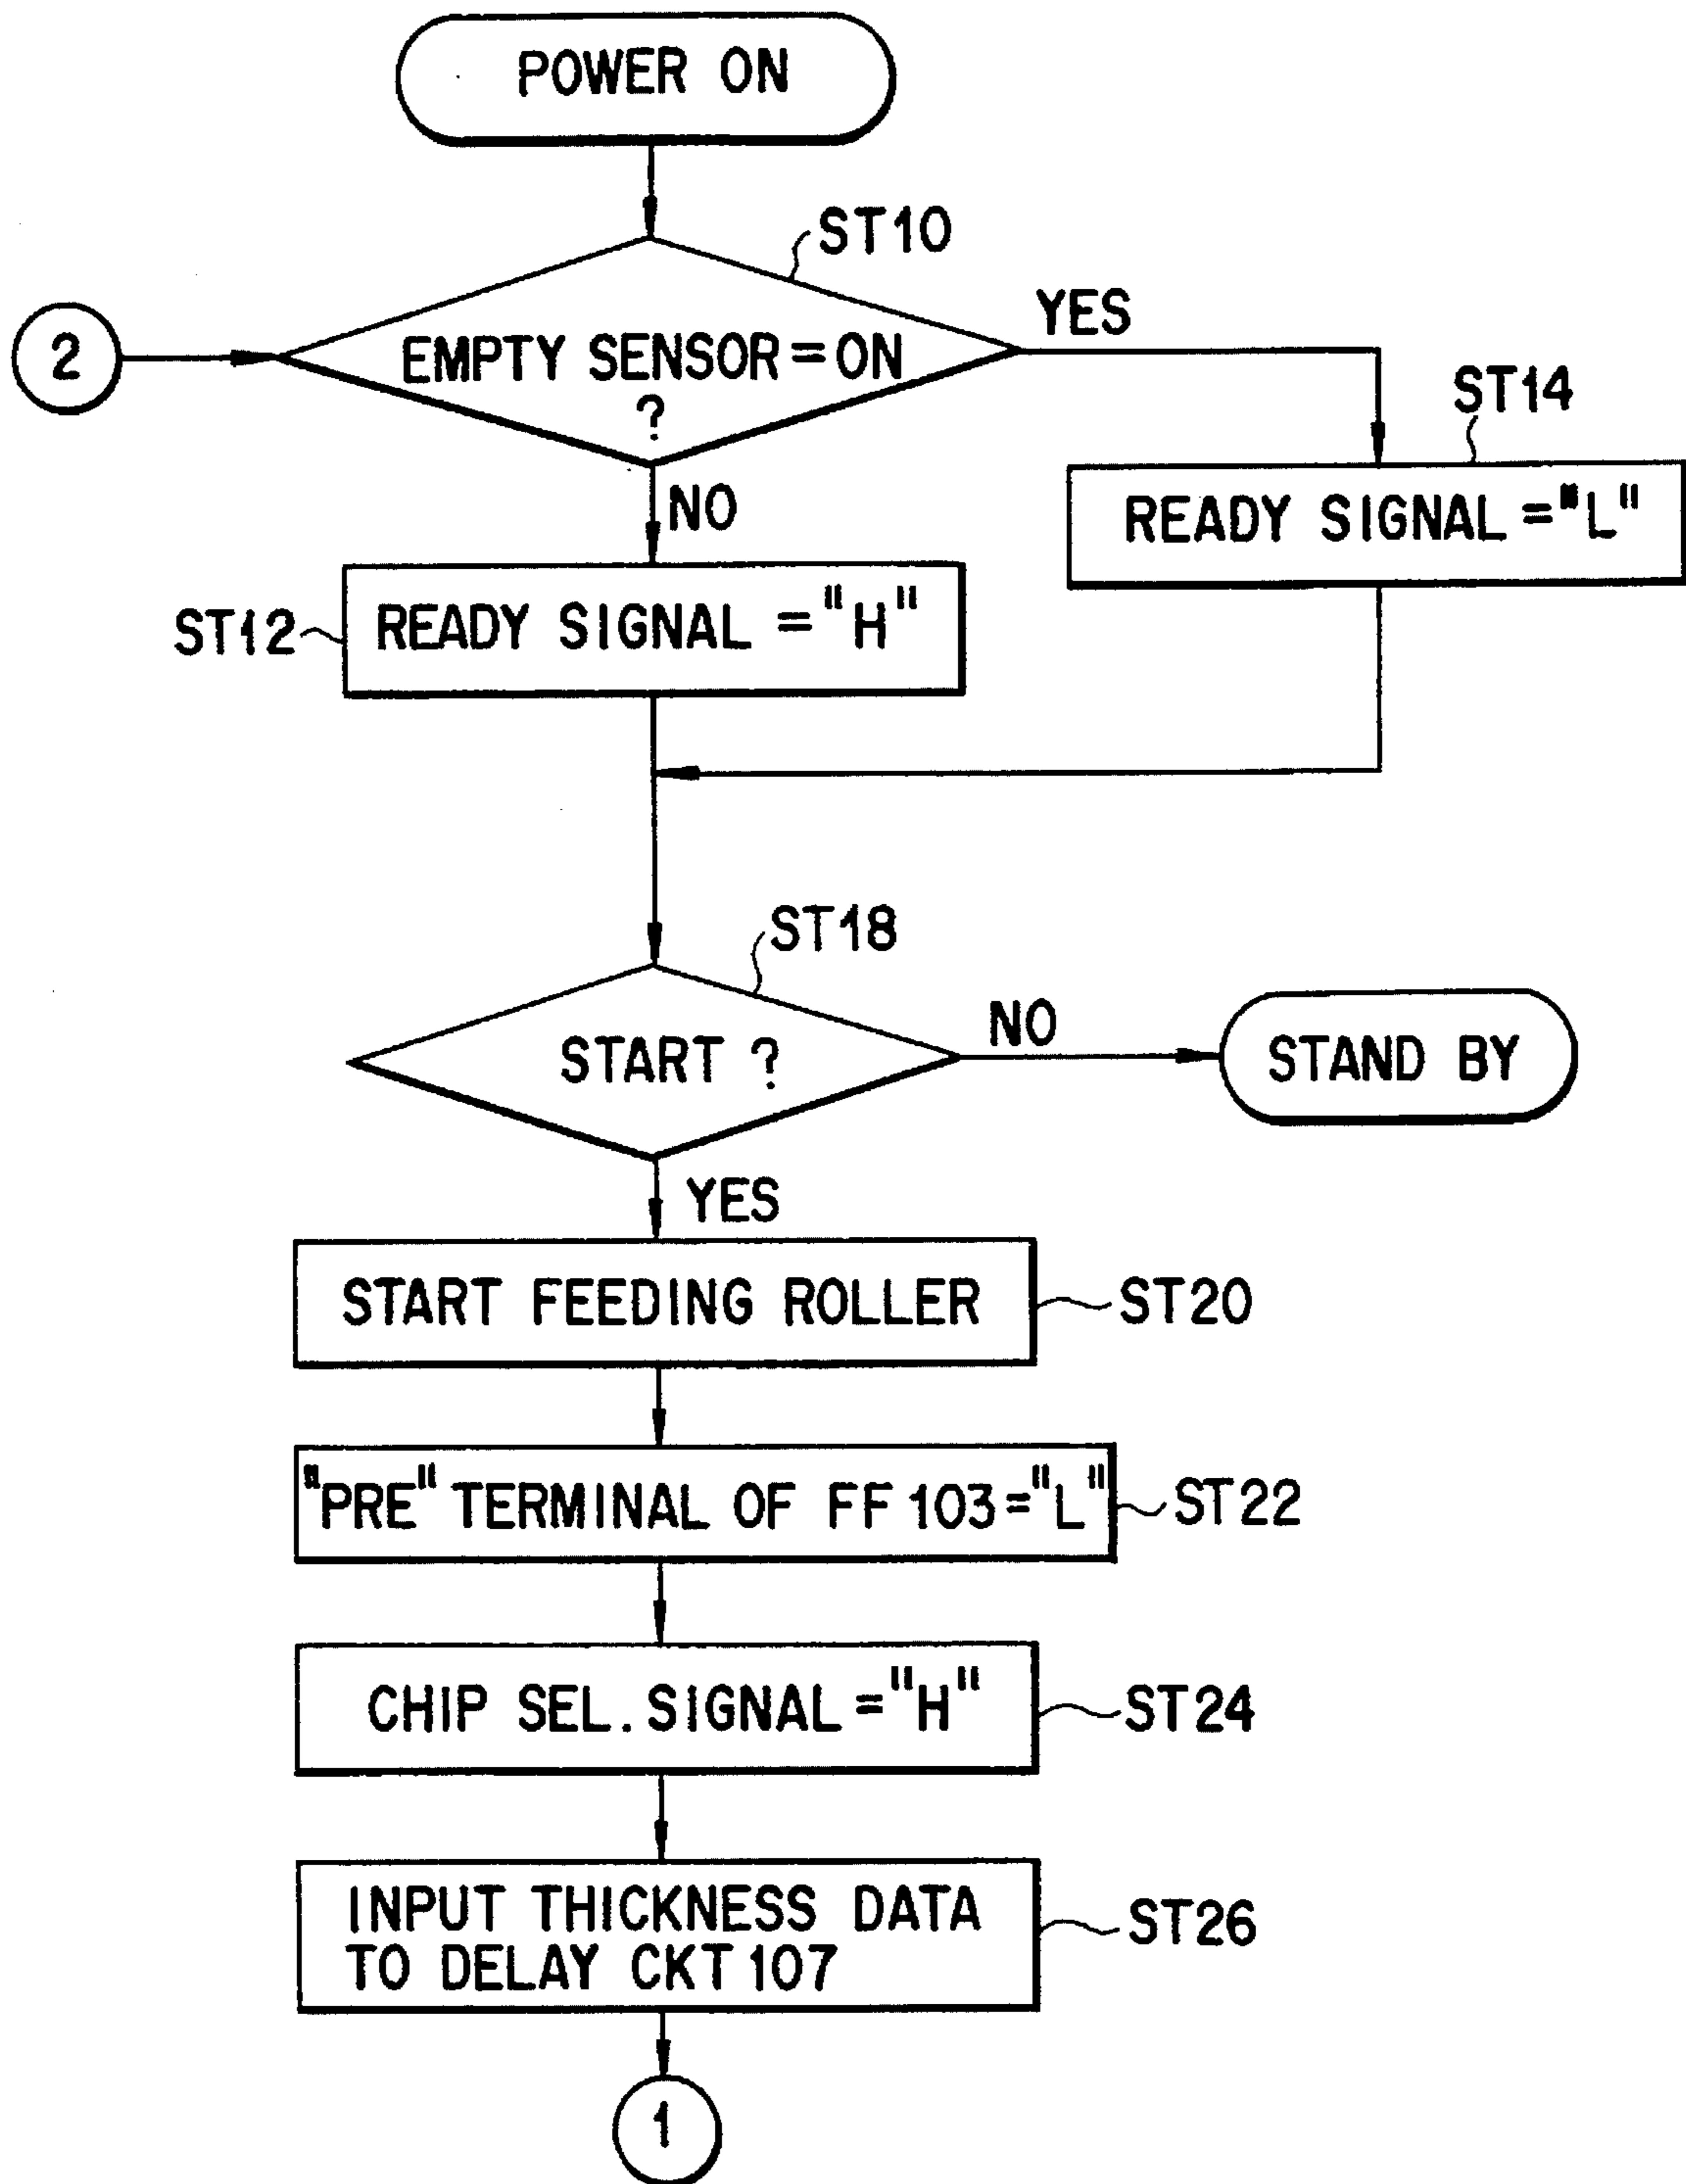 POWER ON
ST10
2
EMPTY SENSOR=ON
?
YES
ST14
NO
READY SIGNAL="L"
ST12
READY SIGNAL="H"
ST18
START ?
NO
STAND BY
YES
START FEEDING ROLLER
ST20
"PRE" TERMINAL OF FF 103="L"
ST22
CHIP SEL. SIGNAL="H"
ST24
INPUT THICKNESS DATA
TO DELAY CKT 107
ST26
1